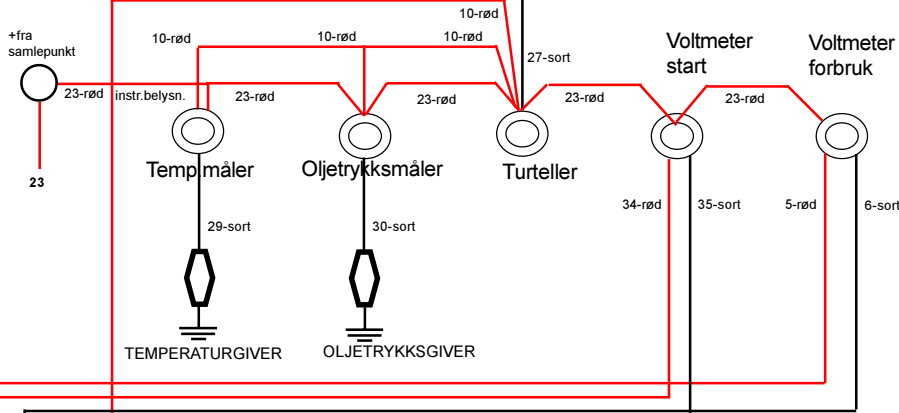 10-rød
+fra
samlepunkt
10-rød
10-rød
10-rød
27-sort
Voltmeter
start
Voltmeter
forbruk
23-rød
instr.belysn.
23-rød
23-rød
23-rød
23-rød
Temp.måler
Oljetrykksmåler
Turteller
23
34-rød
35-sort
5-rød
6-sort
29-sort
30-sort
TEMPERATURGIVER
OLJETRYKKSGIVER